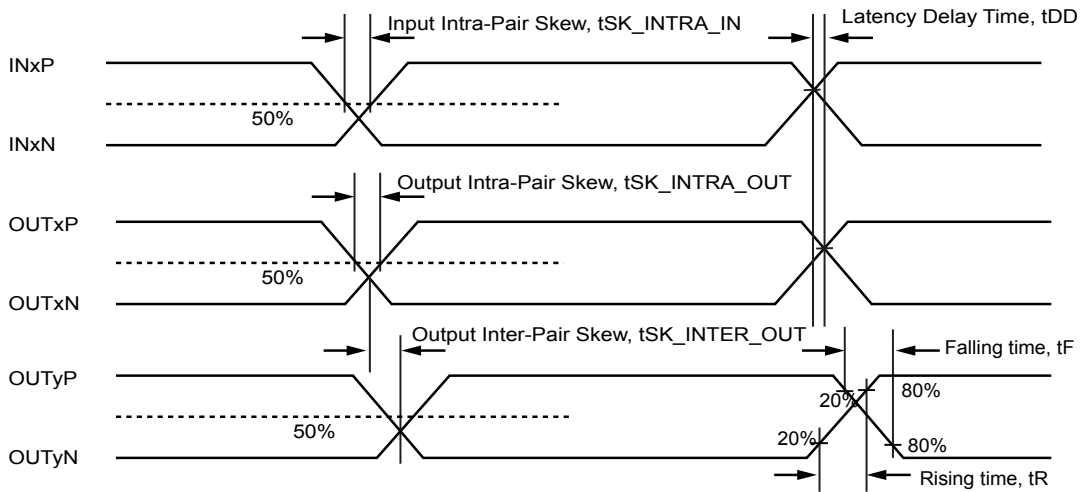 Input Intra-Pair Skew, tSK_INTRA_IN
Latency Delay Time, tDD
INxP
50%
INxN
Output Intra-Pair Skew, tSK_INTRA_OUT
OUTxP
50%
OUTxN
Output Inter-Pair Skew, tSK_INTER_OUT
Falling time, tF
OUTyP
20%
80%
50%
20%
80%
OUTyN
Rising time, tR